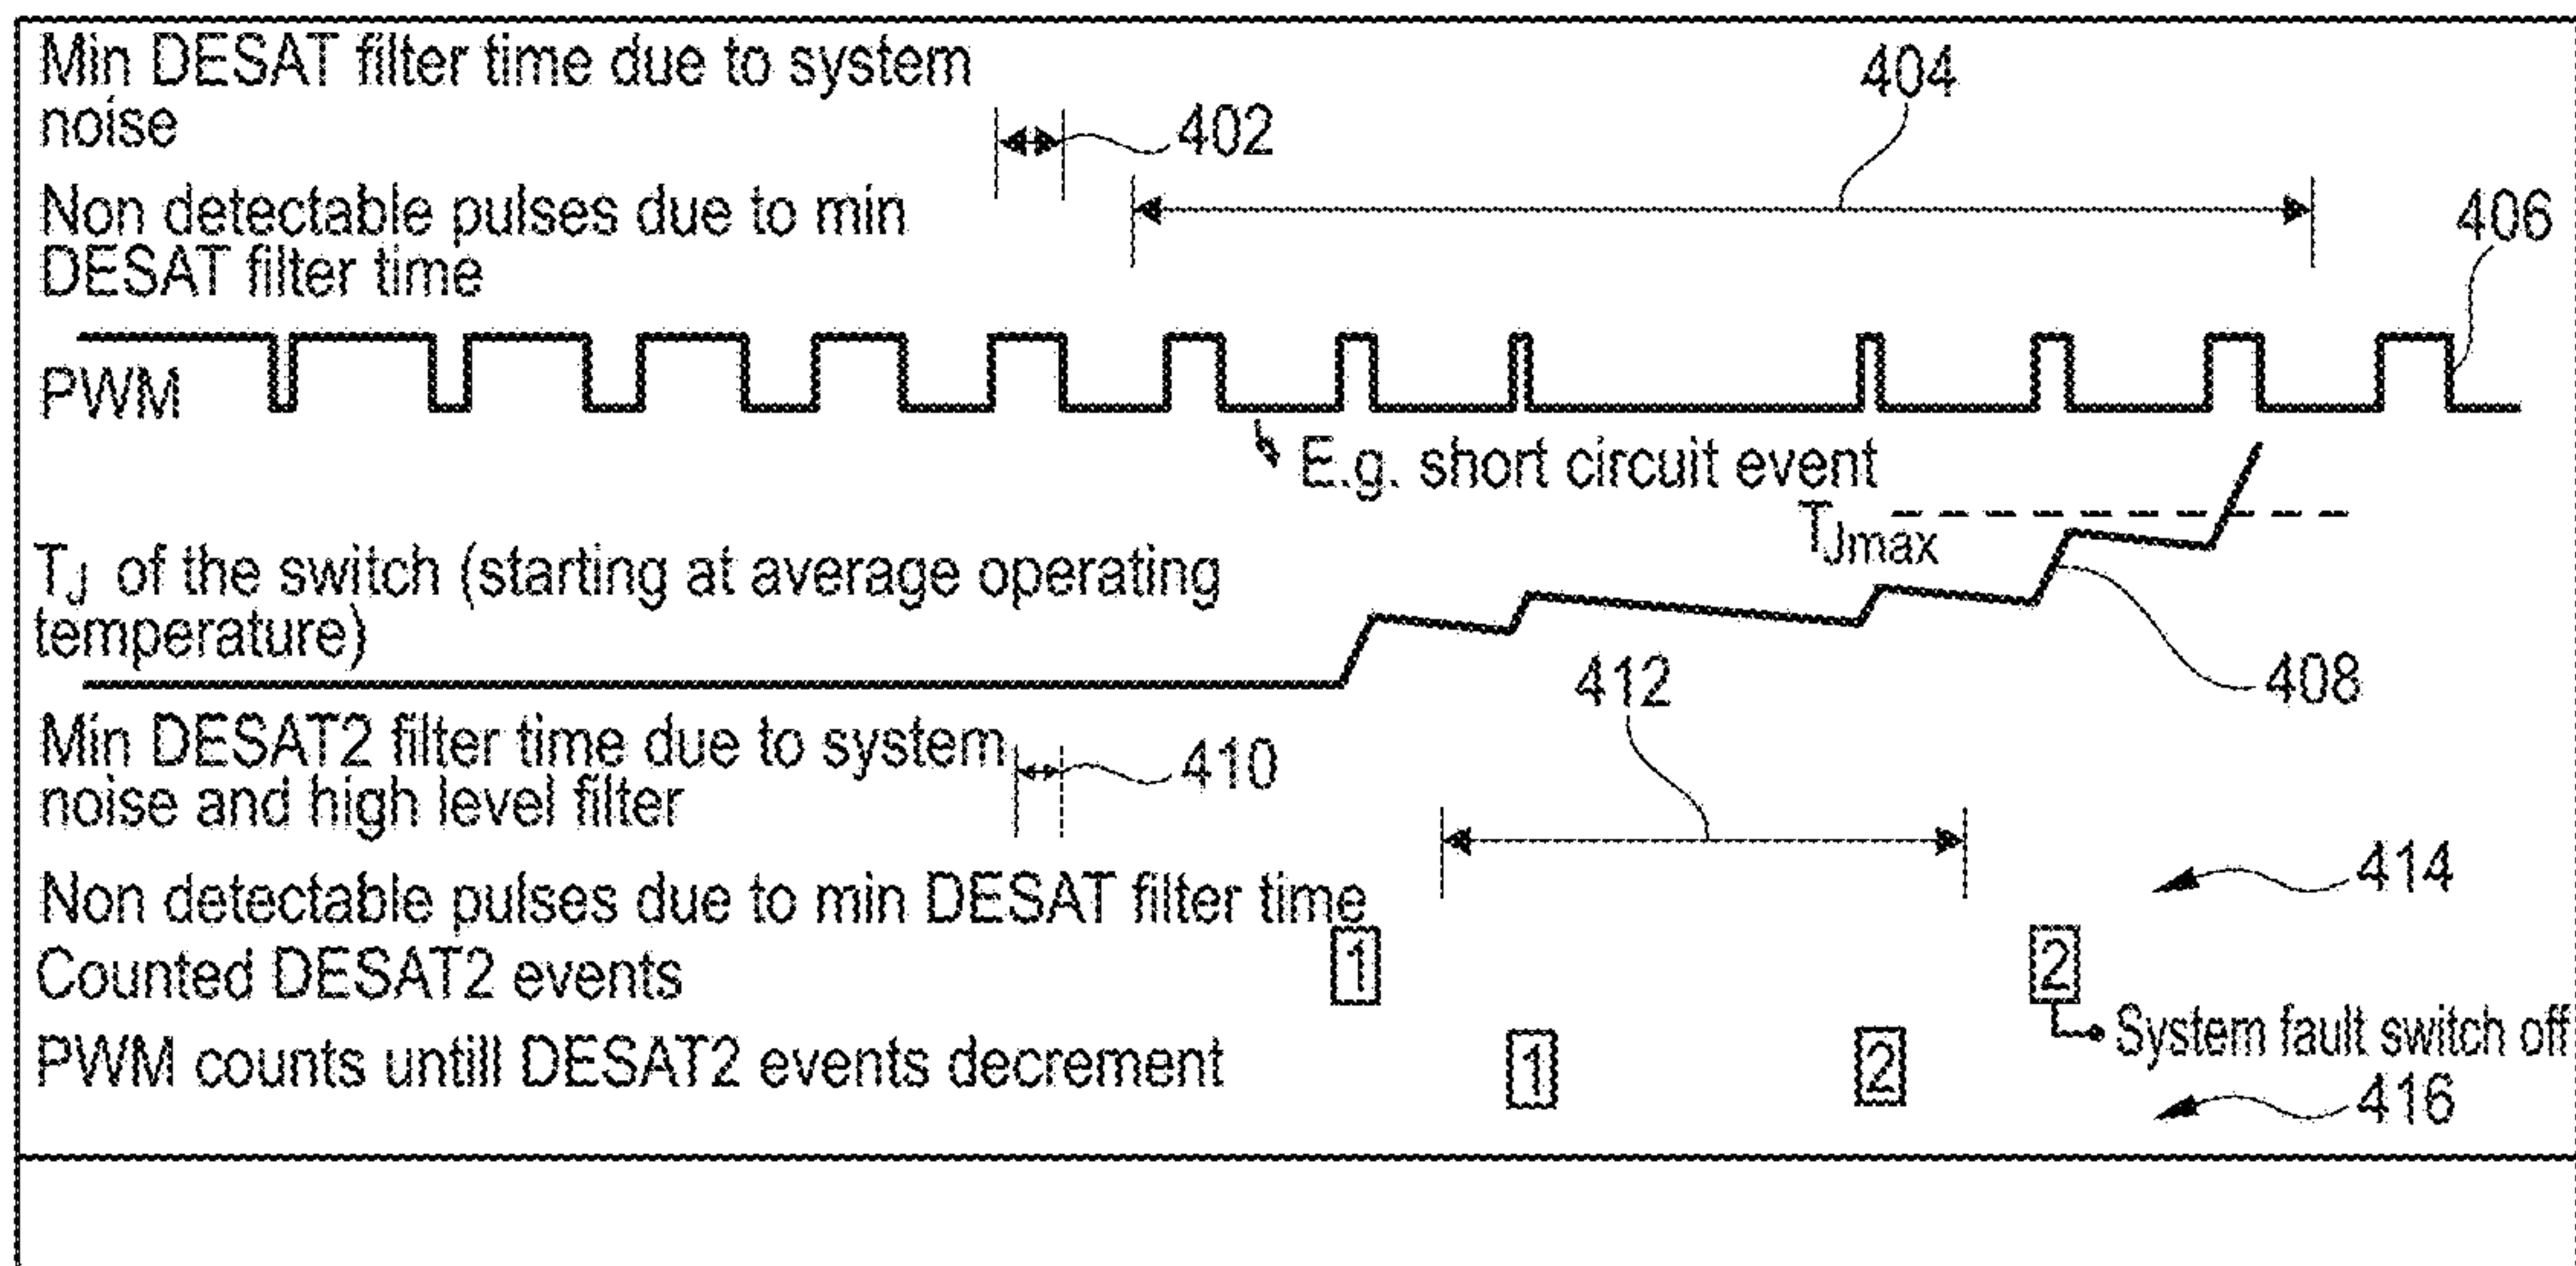 Min DESAT filter time due to system
noise
402
404
Non detectable pulses due to min
DESAT filter time
406
PWM
E.g. short circuit event
TJmax
TJ of the switch (starting at average operating
temperature)
408
412
Min DESAT2 filter time due to system
noise and high level filter
410
Non detectable pulses due to min DESAT filter time
414
Counted DESAT2 events
1
2
System fault switch off
PWM counts untill DESAT2 events decrement
1
2
416